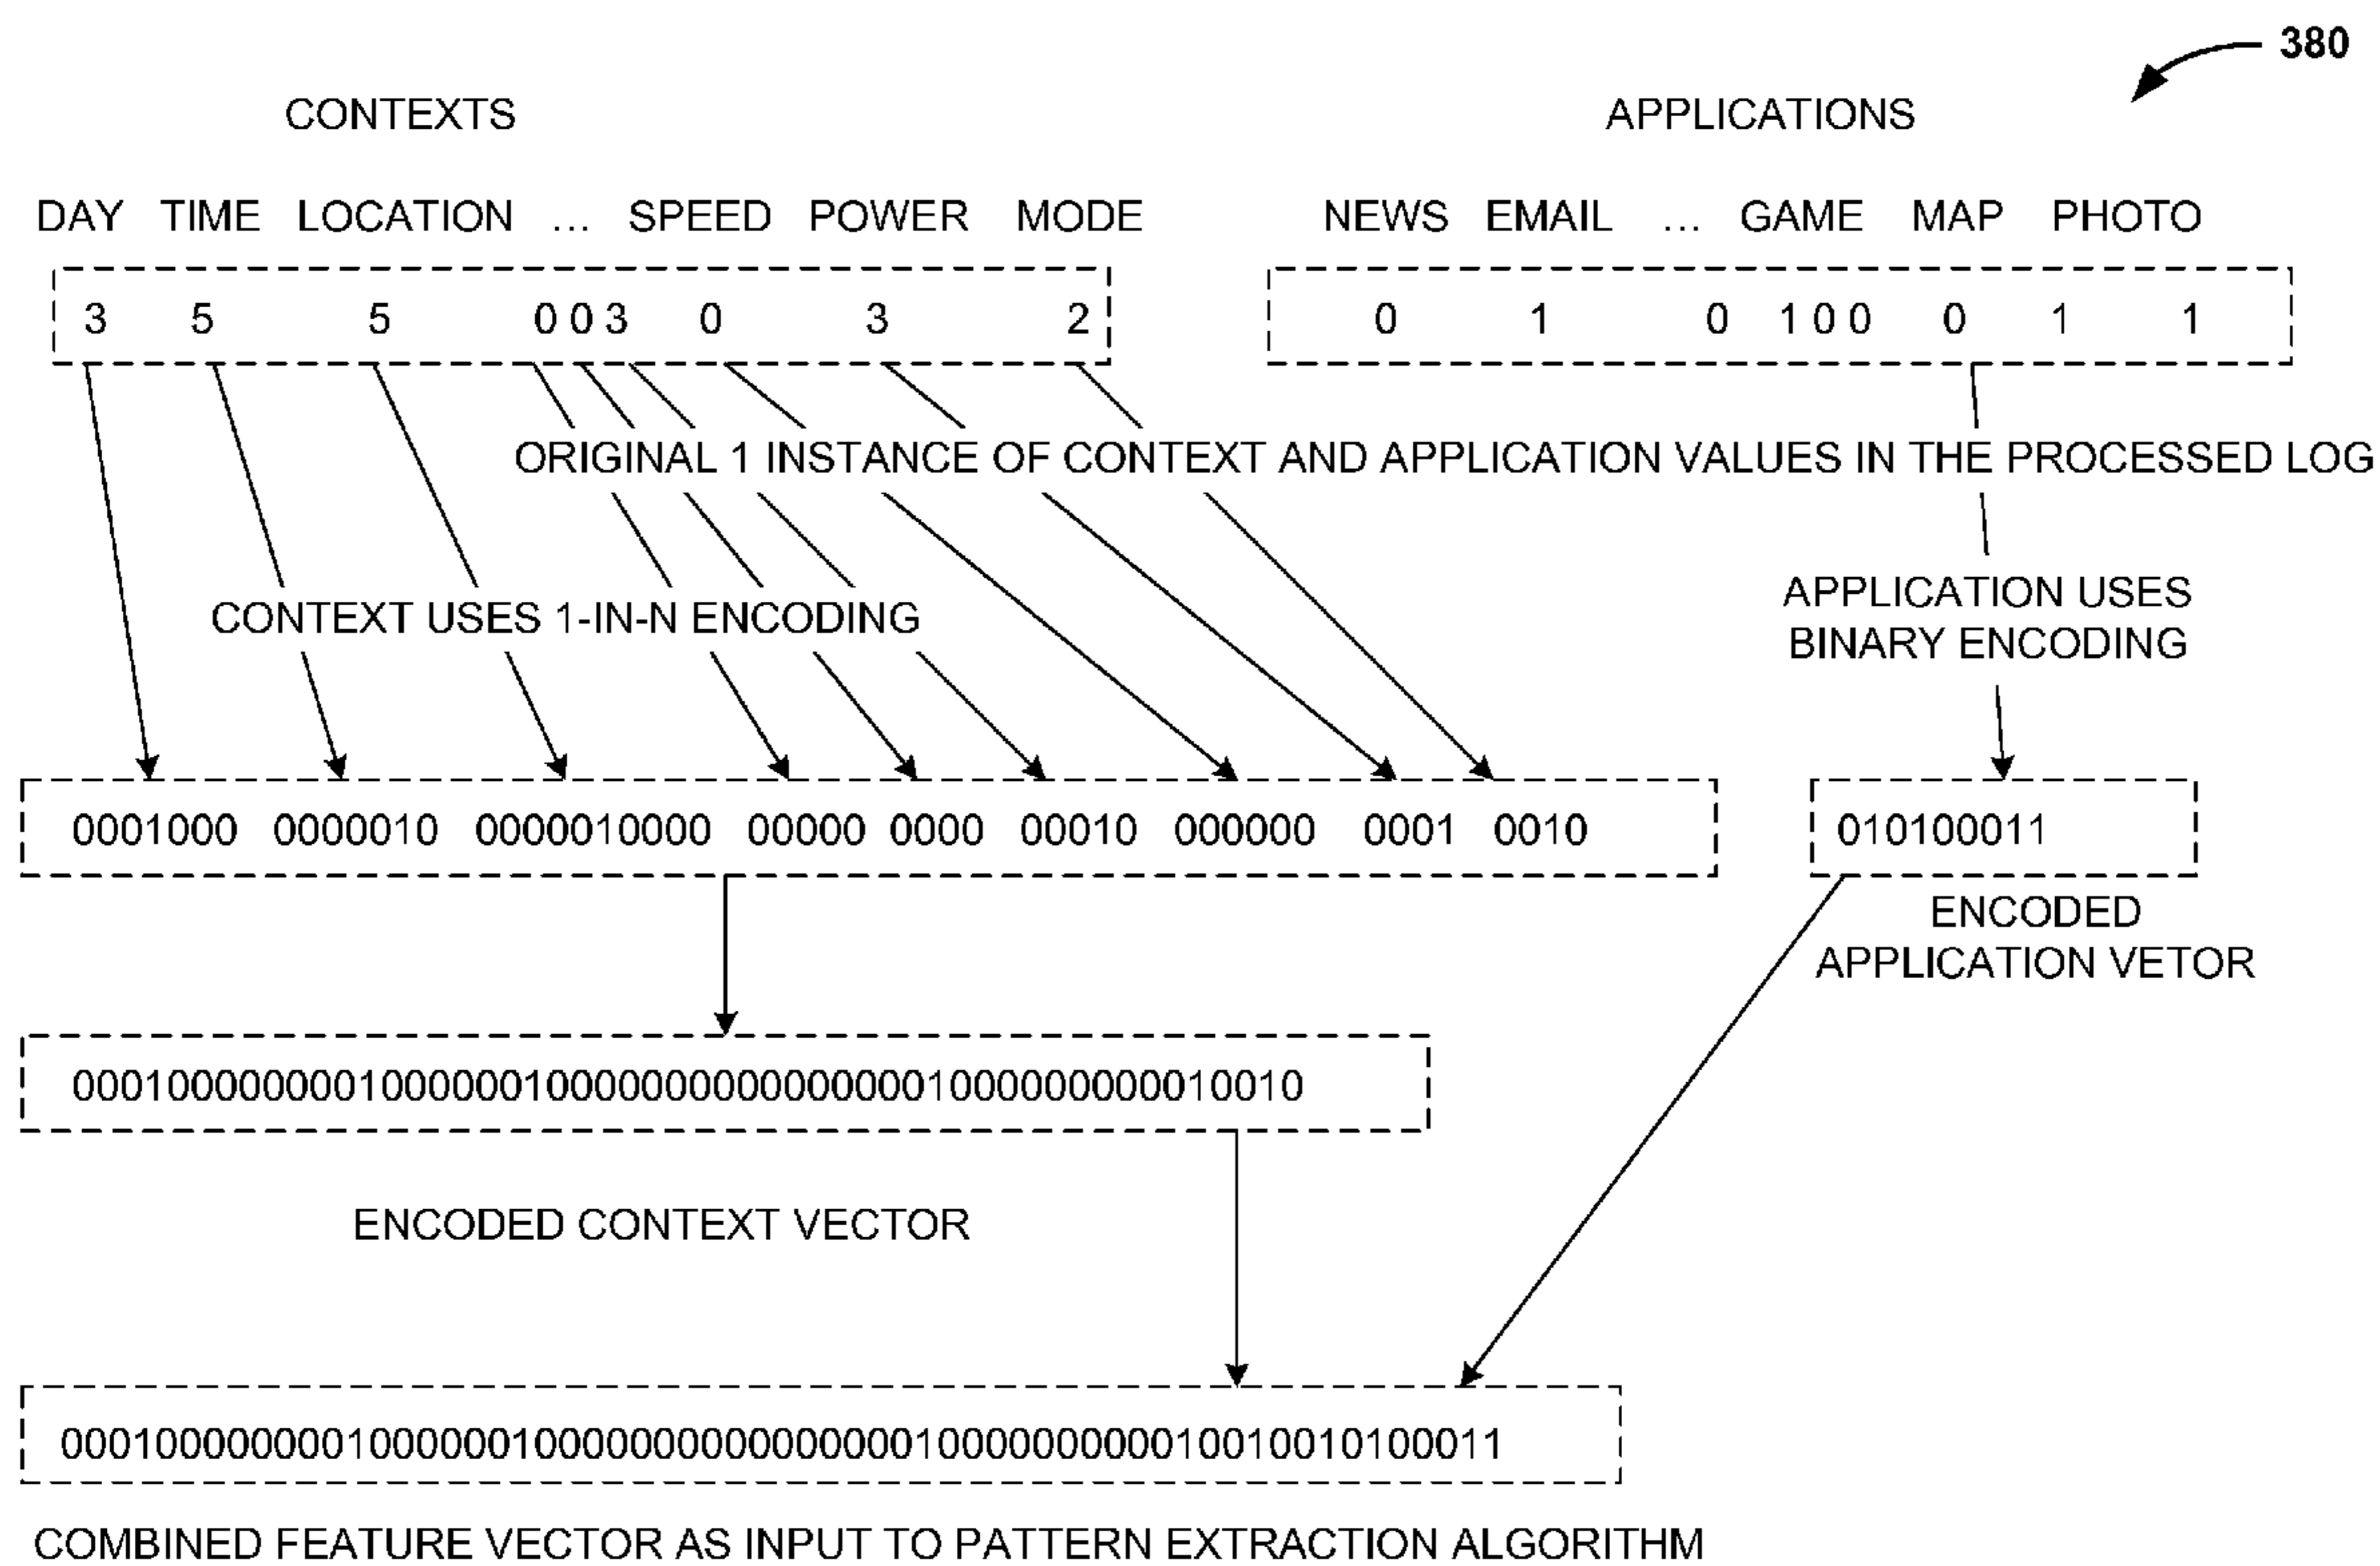 380
CONTEXTS APPLICATIONS
DAY TIME LOCATION ... SPEED POWER MODE NEWS EMAIL ... GAME MAP PHOTO
3 5 5 0 0 3 0 3 2 0 1 0 1 0 0 0 1 1
ORIGINAL 1 INSTANCE OF CONTEXT AND APPLICATION VALUES IN THE PROCESSED LOG
CONTEXT USES 1-IN-N ENCODING
APPLICATION USES
BINARY ENCODING
0001000 0000010 0000010000 00000 0000 00010 000000 0001 0010 010100011
ENCODED
APPLICATION VETOR
0001000000001000000100000000000000001000000000010010
ENCODED CONTEXT VECTOR
0001000000001000000100000000000000001000000000010010010100011
COMBINED FEATURE VECTOR AS INPUT TO PATTERN EXTRACTION ALGORITHM